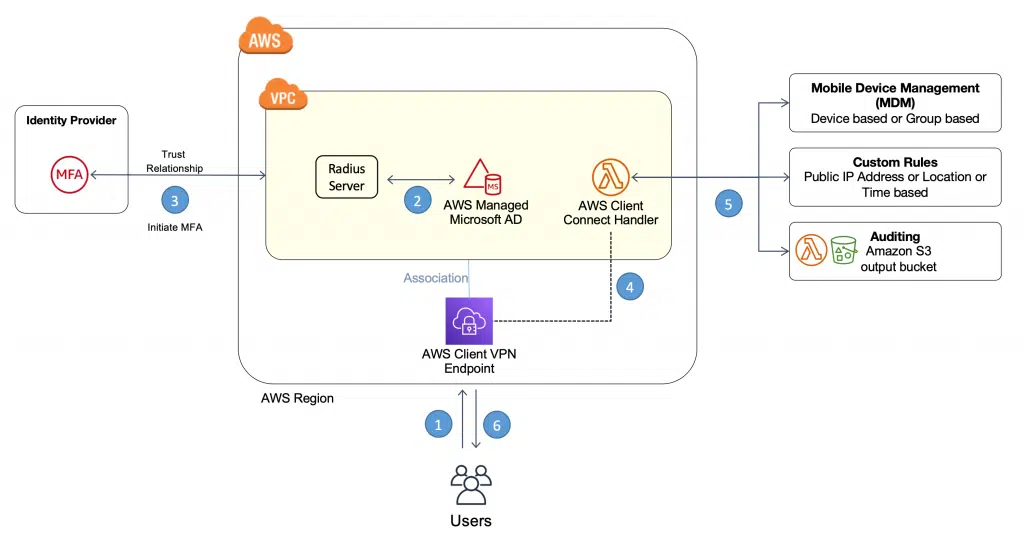 AWS
VPC
Identity Provider
MFA
Trust
Relationship
3
Initiate MFA
Radius
Server
2
MS
AWS Managed
Microsoft AD
AWS Client
Connect Handler
Association
4
AWS Client VPN
Endpoint
AWS Region
1
6
Users
5
Mobile Device Management
(MDM)
Device based or Group based
Custom Rules
Public IP Address or Location or
Time based
Auditing
Amazon S3
output bucket